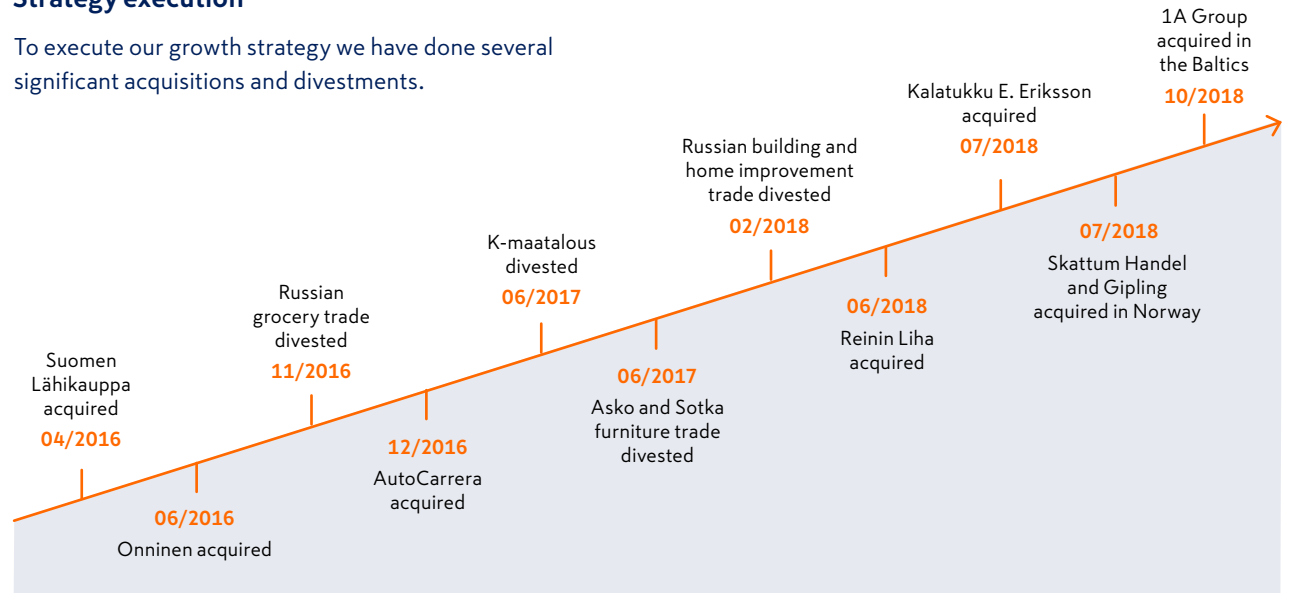 Strategy execution
To execute our growth strategy we have done several
significant acquisitions and divestments.
Suomen
Lähikauppa
acquired
04/2016
06/2016
Onninen acquired
Russian
grocery trade
divested
11/2016
12/2016
AutoCarrera
acquired
K-maatalous
divested
06/2017
06/2017
Asko and Sotka
furniture trade
divested
Russian building and
home improvement
trade divested
02/2018
06/2018
Reinin Liha
acquired
Kalatukku E. Eriksson
acquired
07/2018
07/2018
Skattum Handel
and Gipling
acquired in Norway
1A Group
acquired in
the Baltics
10/2018